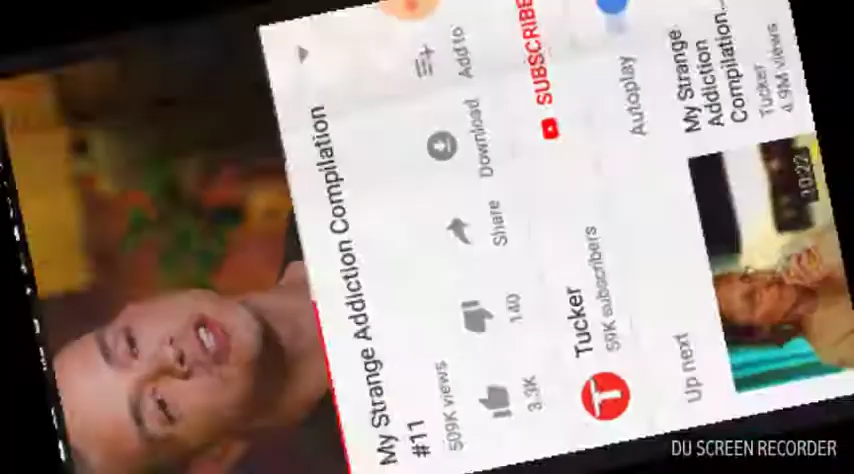 My Strange Addiction Compilation
#11
509K views
3.3K
140
Share
Download
Add to
Tucker
59K subscribers
SUBSCRIBE
Up next
Autoplay
My Strange
Addiction
Compilation...
Tucker
4.9M views
10:22
DU SCREEN RECORDER